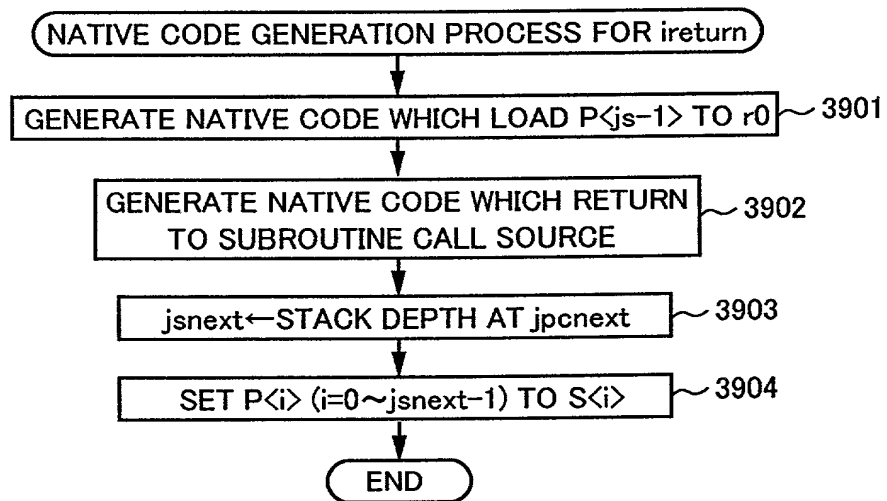 NATIVE CODE GENERATION PROCESS FOR ireturn
GENERATE NATIVE CODE WHICH LOAD P<js-1> TO r0
3901
GENERATE NATIVE CODE WHICH RETURN
TO SUBROUTINE CALL SOURCE
3902
jsnext←STACK DEPTH AT jpcnext
3903
SET P<i> (i=0～jsnext-1) TO S<i>
3904
END